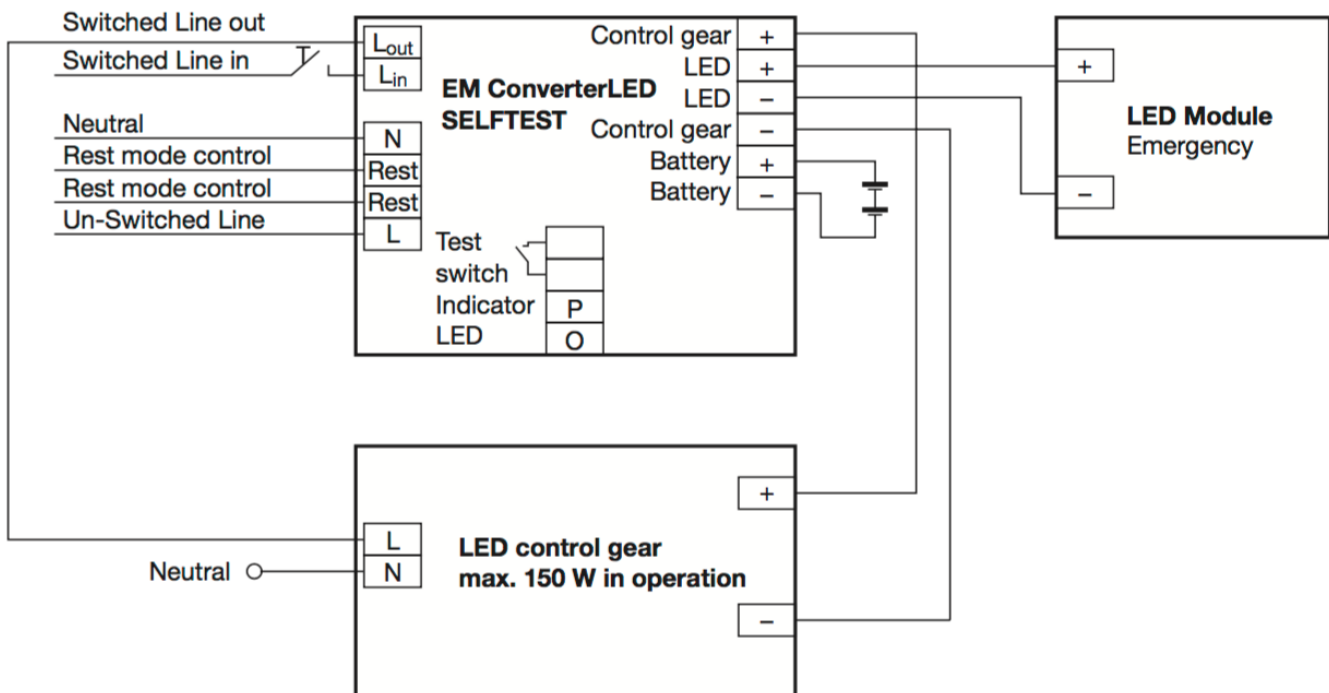 Switched Line out
Switched Line in
Neutral
Rest mode control
Rest mode control
Un-Switched Line
Lout
Lin
N
Rest
Rest
L
EM ConverterLED
SELFTEST
Test
switch
Indicator
LED
P
O
Control gear +
LED +
LED –
Control gear –
Battery +
Battery –
+
–
LED Module
Emergency
L
N
Neutral
LED control gear
max. 150 W in operation
+
–